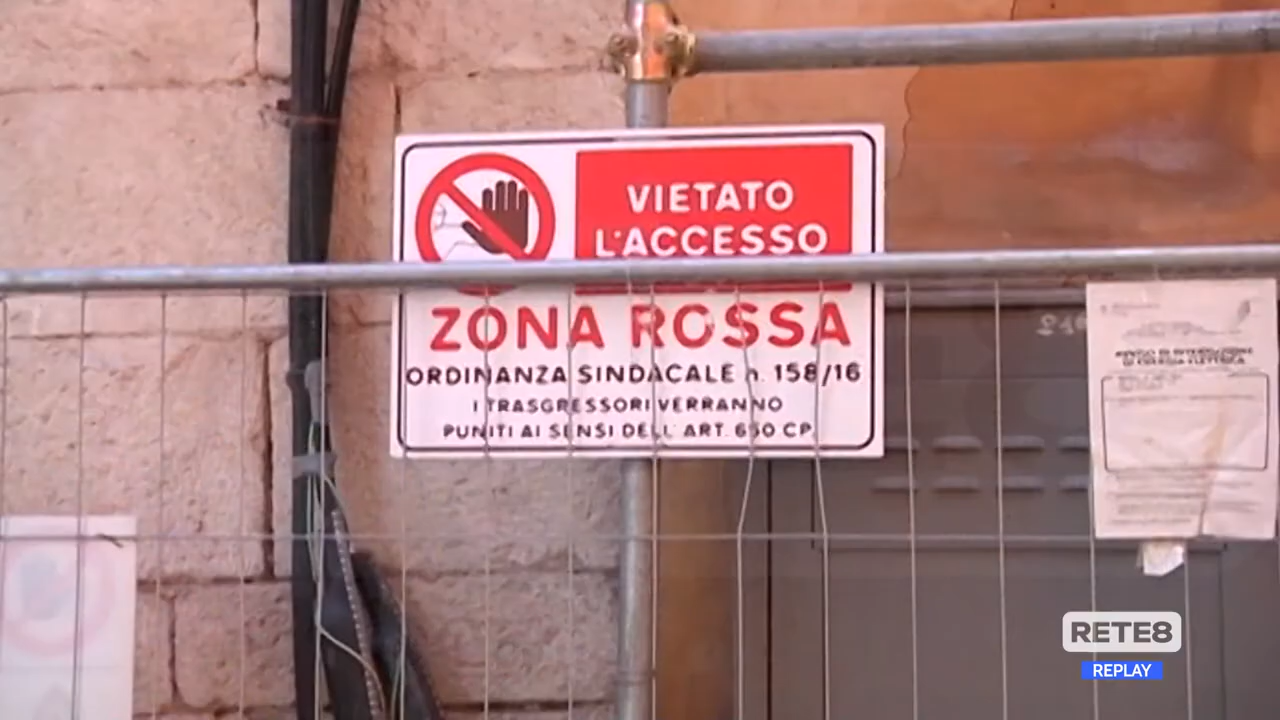 VIETATO
L'ACCESSO
ZONA ROSSA
ORDINANZA SINDACALE n. 158/16
I TRASGRESSORI VERRANNO
PUNITI AI SENSI DELL' ART. 650 CP.
RETE8
REPLAY